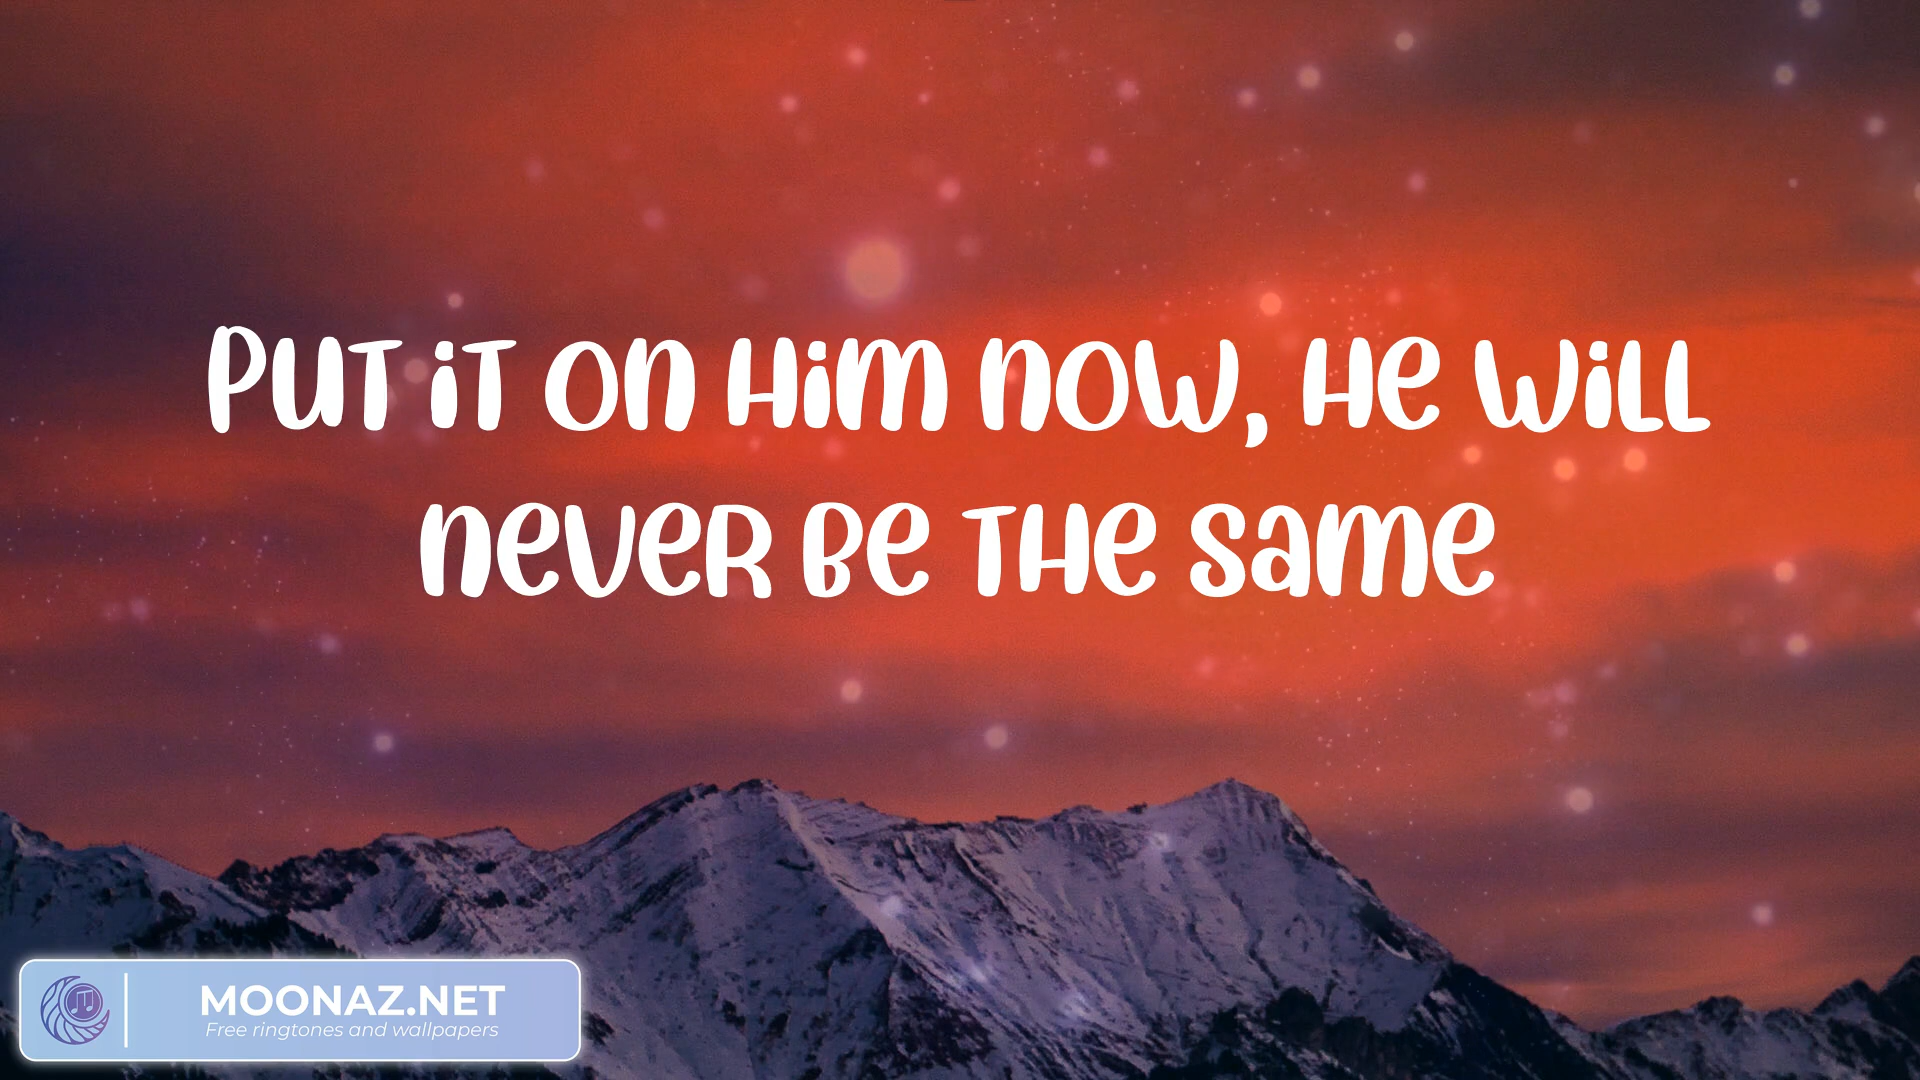 Put it on him now, he will
never be the same
MOONAZ.NET
Free ringtones and wallpapers